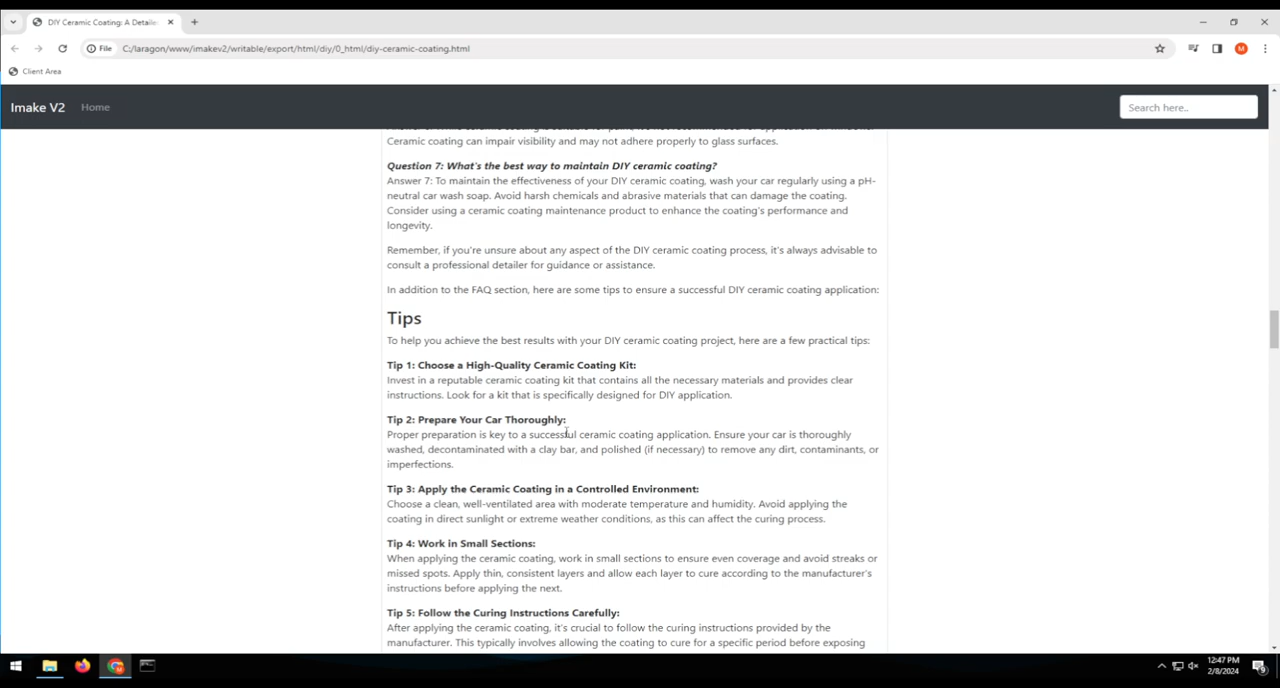 DIY Ceramic Coating: A Detaile
File C:/laragon/www/imakev2/writable/export/html/diy/0_html/diy-ceramic-coating.html
M
Client Area
Imake V2 Home Search here..
Ceramic coating can impair visibility and may not adhere properly to glass surfaces.
Question 7: What's the best way to maintain DIY ceramic coating?
Answer 7: To maintain the effectiveness of your DIY ceramic coating, wash your car regularly using a pH-
neutral car wash soap. Avoid harsh chemicals and abrasive materials that can damage the coating.
Consider using a ceramic coating maintenance product to enhance the coating's performance and
longevity.
Remember, if you're unsure about any aspect of the DIY ceramic coating process, it's always advisable to
consult a professional detailer for guidance or assistance.
In addition to the FAQ section, here are some tips to ensure a successful DIY ceramic coating application:
Tips
To help you achieve the best results with your DIY ceramic coating project, here are a few practical tips:
Tip 1: Choose a High-Quality Ceramic Coating Kit:
Invest in a reputable ceramic coating kit that contains all the necessary materials and provides clear
instructions. Look for a kit that is specifically designed for DIY application.
Tip 2: Prepare Your Car Thoroughly:
Proper preparation is key to a successful ceramic coating application. Ensure your car is thoroughly
washed, decontaminated with a clay bar, and polished (if necessary) to remove any dirt, contaminants, or
imperfections.
Tip 3: Apply the Ceramic Coating in a Controlled Environment:
Choose a clean, well-ventilated area with moderate temperature and humidity. Avoid applying the
coating in direct sunlight or extreme weather conditions, as this can affect the curing process.
Tip 4: Work in Small Sections:
When applying the ceramic coating, work in small sections to ensure even coverage and avoid streaks or
missed spots. Apply thin, consistent layers and allow each layer to cure according to the manufacturer's
instructions before applying the next.
Tip 5: Follow the Curing Instructions Carefully:
After applying the ceramic coating, it's crucial to follow the curing instructions provided by the
manufacturer. This typically involves allowing the coating to cure for a specific period before exposing
12:47 PM
2/8/2024